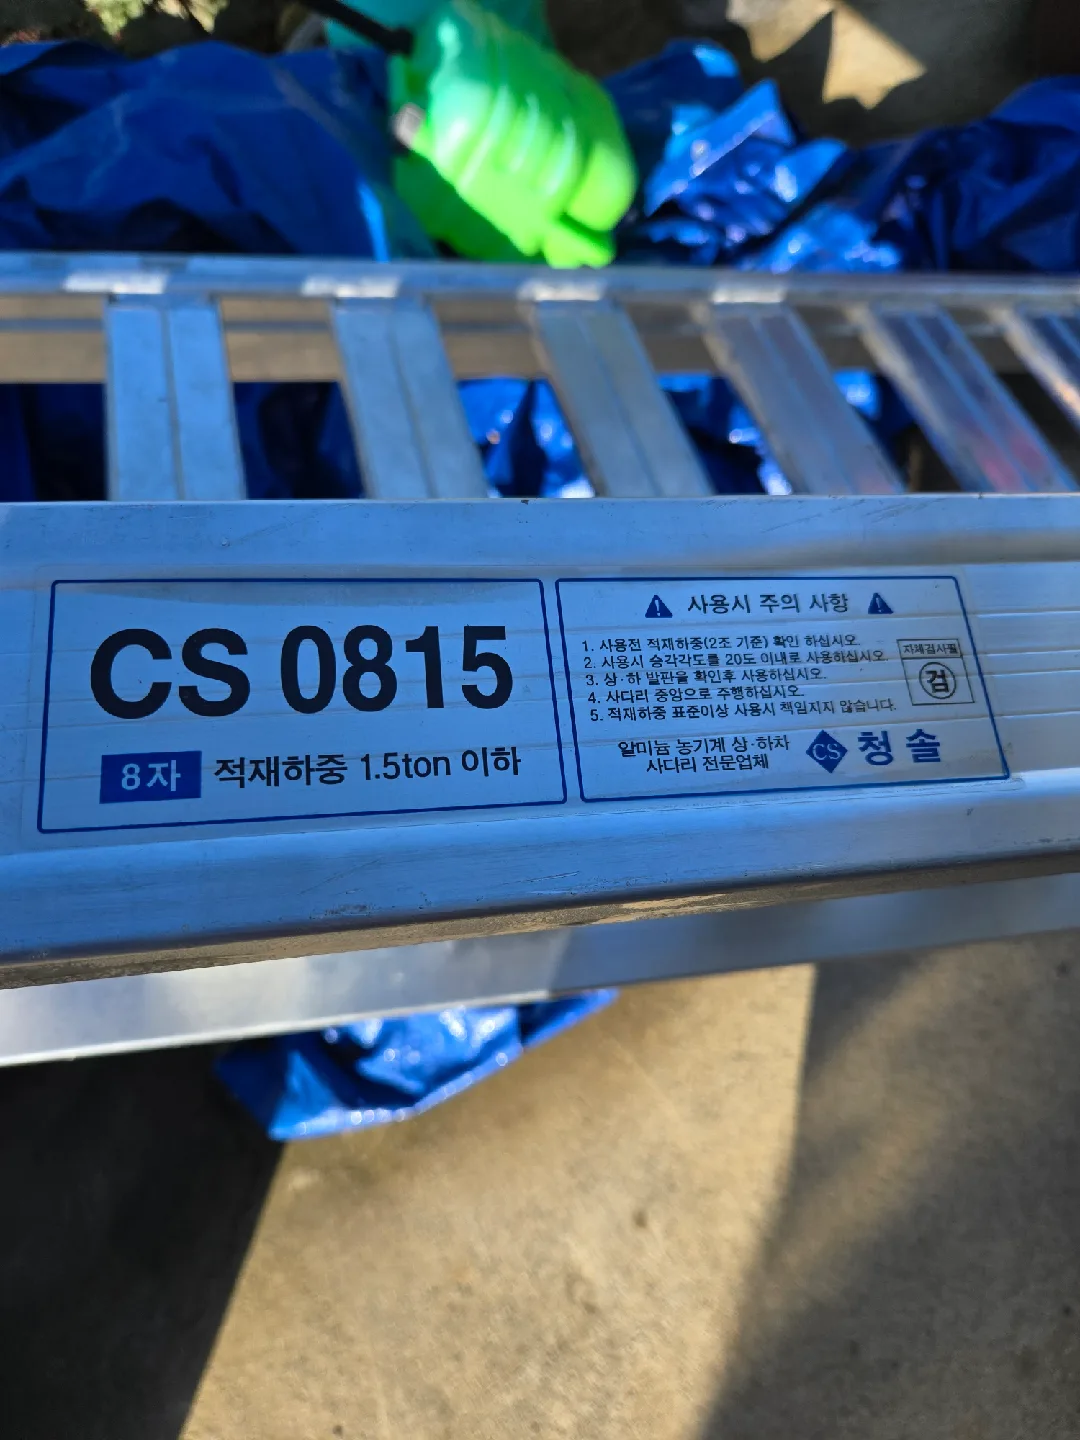 CS 0815
8자 적재하중 1.5ton 이하
사용시 주의 사항
1. 사용전 적재하중(2조 기준) 확인 하십시오.
2. 사용시 승각각도를 20도 이내로 사용하십시오.
3. 상·하 발판을 확인후 사용하십시오.
4. 사다리 중앙으로 주행하십시오.
5. 적재하중 표준이상 사용시 책임지지 않습니다.
자체검사필
검
알미늄 농기계 상·하차
사다리 전문업체
CS 청솔